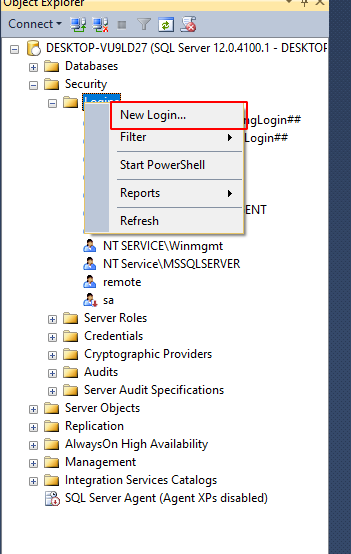 Object Explorer
Connect
DESKTOP-VU9LD27 (SQL Server 12.0.4100.1 - DESKT
Databases
Security
New Login...
ngLogin##
Filter
Login##
Start PowerShell
Reports
ENT
Refresh
NT SERVICE\Winmgmt
NT Service\MSSQLSERVER
remote
sa
Server Roles
Credentials
Cryptographic Providers
Audits
Server Audit Specifications
Server Objects
Replication
AlwaysOn High Availability
Management
Integration Services Catalogs
SQL Server Agent (Agent XPs disabled)